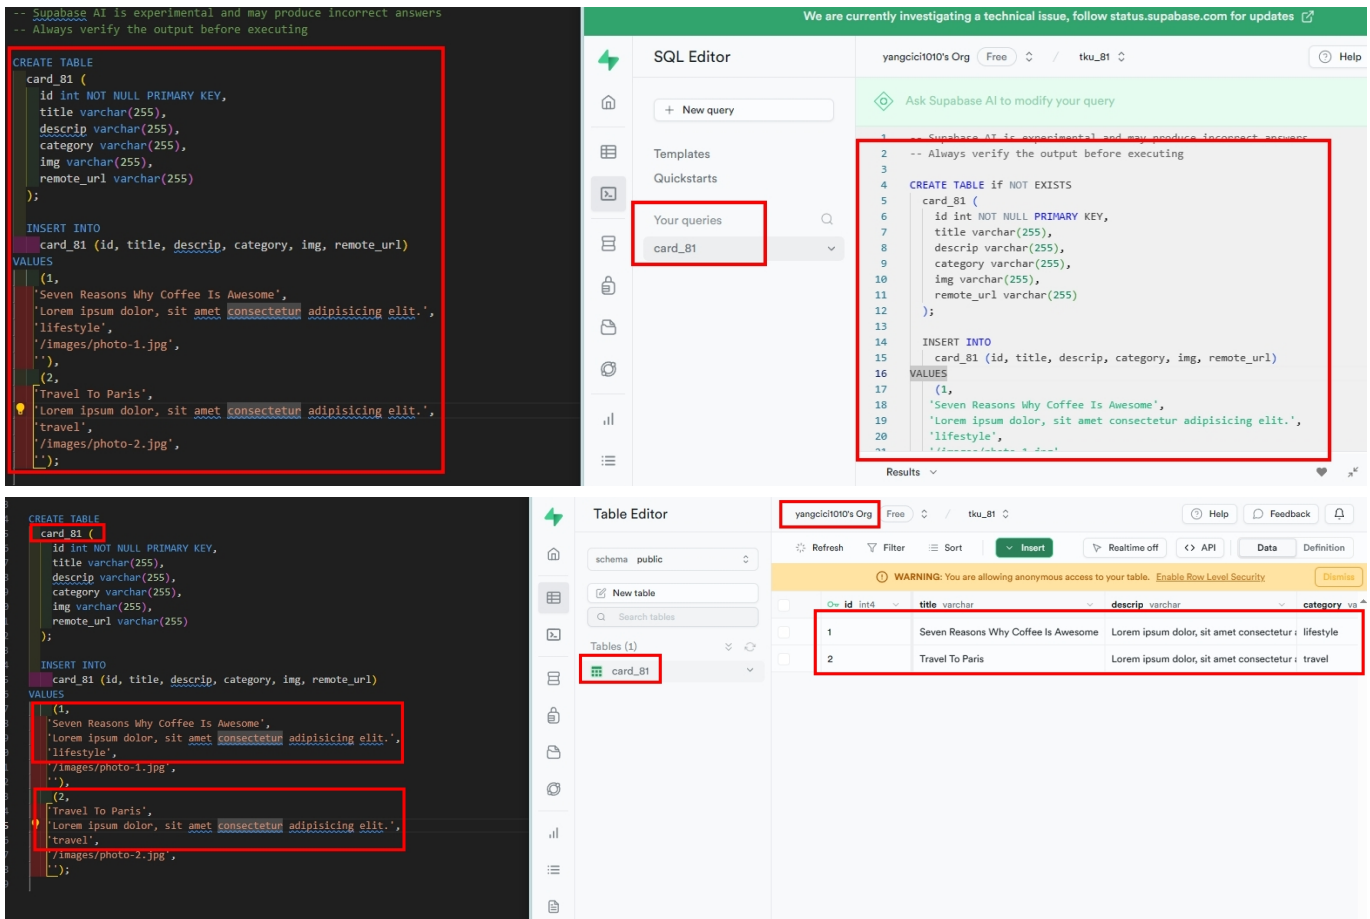 -- Supabase AI is experimental and may produce incorrect answers
-- Always verify the output before executing
CREATE TABLE
card_81 (
id int NOT NULL PRIMARY KEY,
title varchar(255),
descrip varchar(255),
category varchar(255),
img varchar(255),
remote_url varchar(255)
);
INSERT INTO
card_81 (id, title, descrip, category, img, remote_url)
VALUES
(1,
'Seven Reasons Why Coffee Is Awesome',
'Lorem ipsum dolor, sit amet consectetur adipisicing elit.',
'lifestyle',
'/images/photo-1.jpg',
''),
(2,
'Travel To Paris',
'Lorem ipsum dolor, sit amet consectetur adipisicing elit.',
'travel',
'/images/photo-2.jpg',
'');
We are currently investigating a technical issue, follow status.supabase.com for updates
SQL Editor
yangcici1010's Org Free / tku_81
Help
+ New query
Templates
Quickstarts
Your queries
card_81
Ask Supabase AI to modify your query
1 -- Supabase AI is experimental and may produce incorrect answers
2 -- Always verify the output before executing
3
4 CREATE TABLE if NOT EXISTS
5 card_81 (
6 id int NOT NULL PRIMARY KEY,
7 title varchar(255),
8 descrip varchar(255),
9 category varchar(255),
10 img varchar(255),
11 remote_url varchar(255)
12 );
13
14 INSERT INTO
15 card_81 (id, title, descrip, category, img, remote_url)
16 VALUES
17 (1,
18 'Seven Reasons Why Coffee Is Awesome',
19 'Lorem ipsum dolor, sit amet consectetur adipisicing elit.',
20 'lifestyle',
21 '/images/photo-1.jpg'
Results
CREATE TABLE
card_81 (
id int NOT NULL PRIMARY KEY,
title varchar(255),
descrip varchar(255),
category varchar(255),
img varchar(255),
remote_url varchar(255)
);
INSERT INTO
card_81 (id, title, descrip, category, img, remote_url)
VALUES
(1,
'Seven Reasons Why Coffee Is Awesome',
'Lorem ipsum dolor, sit amet consectetur adipisicing elit.',
'lifestyle',
'/images/photo-1.jpg',
''),
(2,
'Travel To Paris',
'Lorem ipsum dolor, sit amet consectetur adipisicing elit.',
'travel',
'/images/photo-2.jpg',
'');
Table Editor
yangcici1010's Org Free / tku_81
Help Feedback
schema public
New table
Search tables
Tables (1)
card_81
Refresh Filter Sort Insert Realtime off <> API Data Definition
WARNING: You are allowing anonymous access to your table. Enable Row Level Security Dismiss
id int4 title varchar descrip varchar category va
1 Seven Reasons Why Coffee Is Awesome Lorem ipsum dolor, sit amet consectetur lifestyle
2 Travel To Paris Lorem ipsum dolor, sit amet consectetur travel